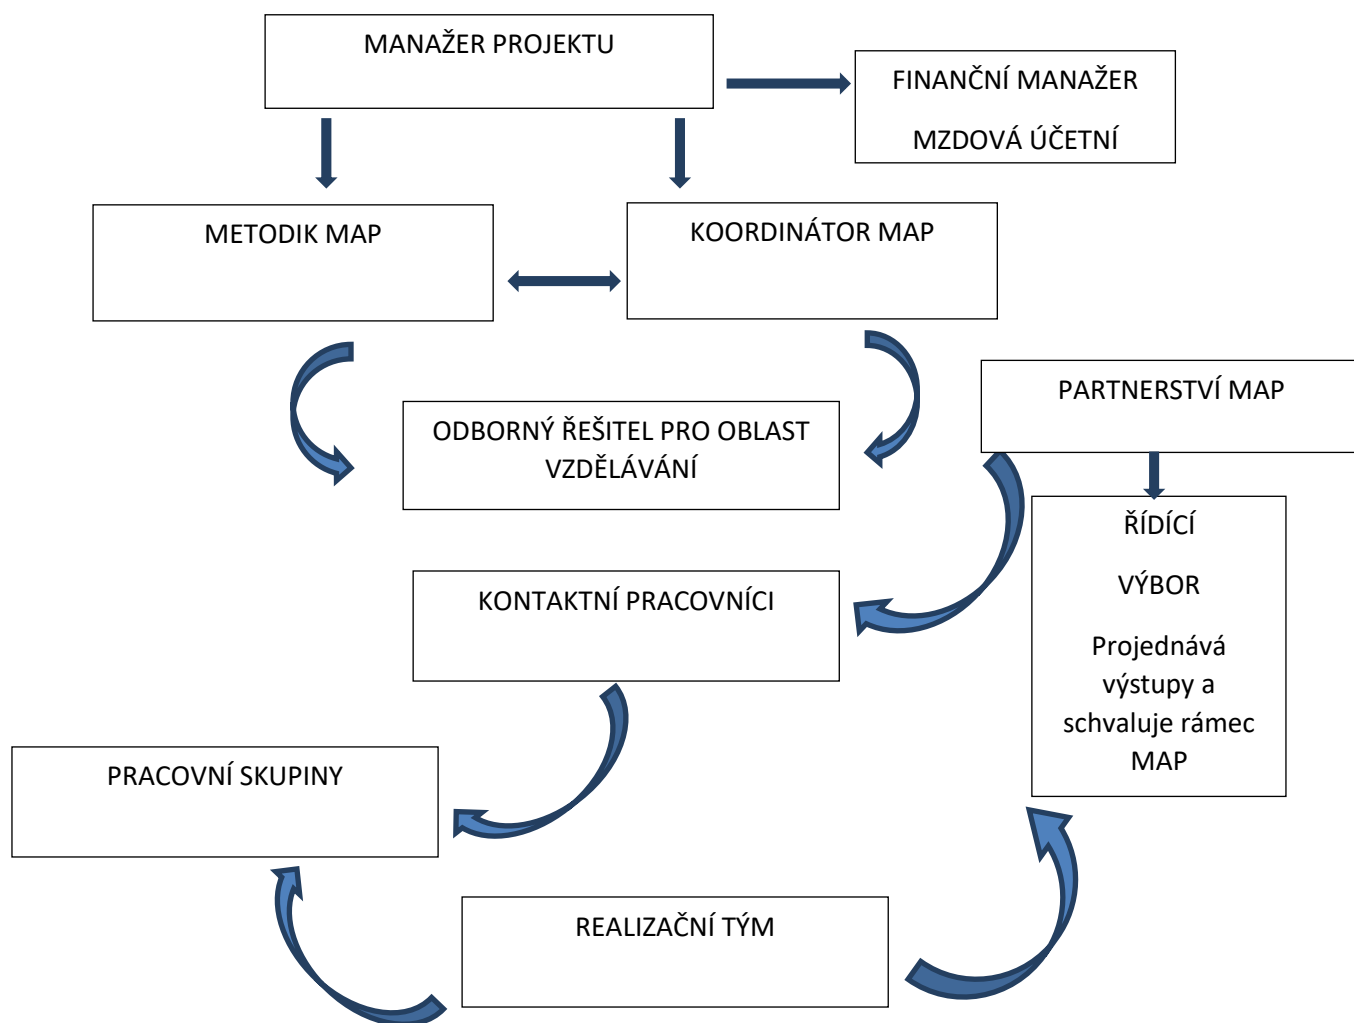 MANAŽER PROJEKTU
FINANČNÍ MANAŽER
MZDOVÁ ÚČETNÍ
METODIK MAP
KOORDINÁTOR MAP
PARTNERSTVÍ MAP
ODBORNÝ ŘEŠITEL PRO OBLAST
VZDĚLÁVÁNÍ
ŘÍDÍCÍ
VÝBOR
Projednává
výstupy a
schvaluje rámec
MAP
KONTAKTNÍ PRACOVNÍCI
PRACOVNÍ SKUPINY
REALIZAČNÍ TÝM